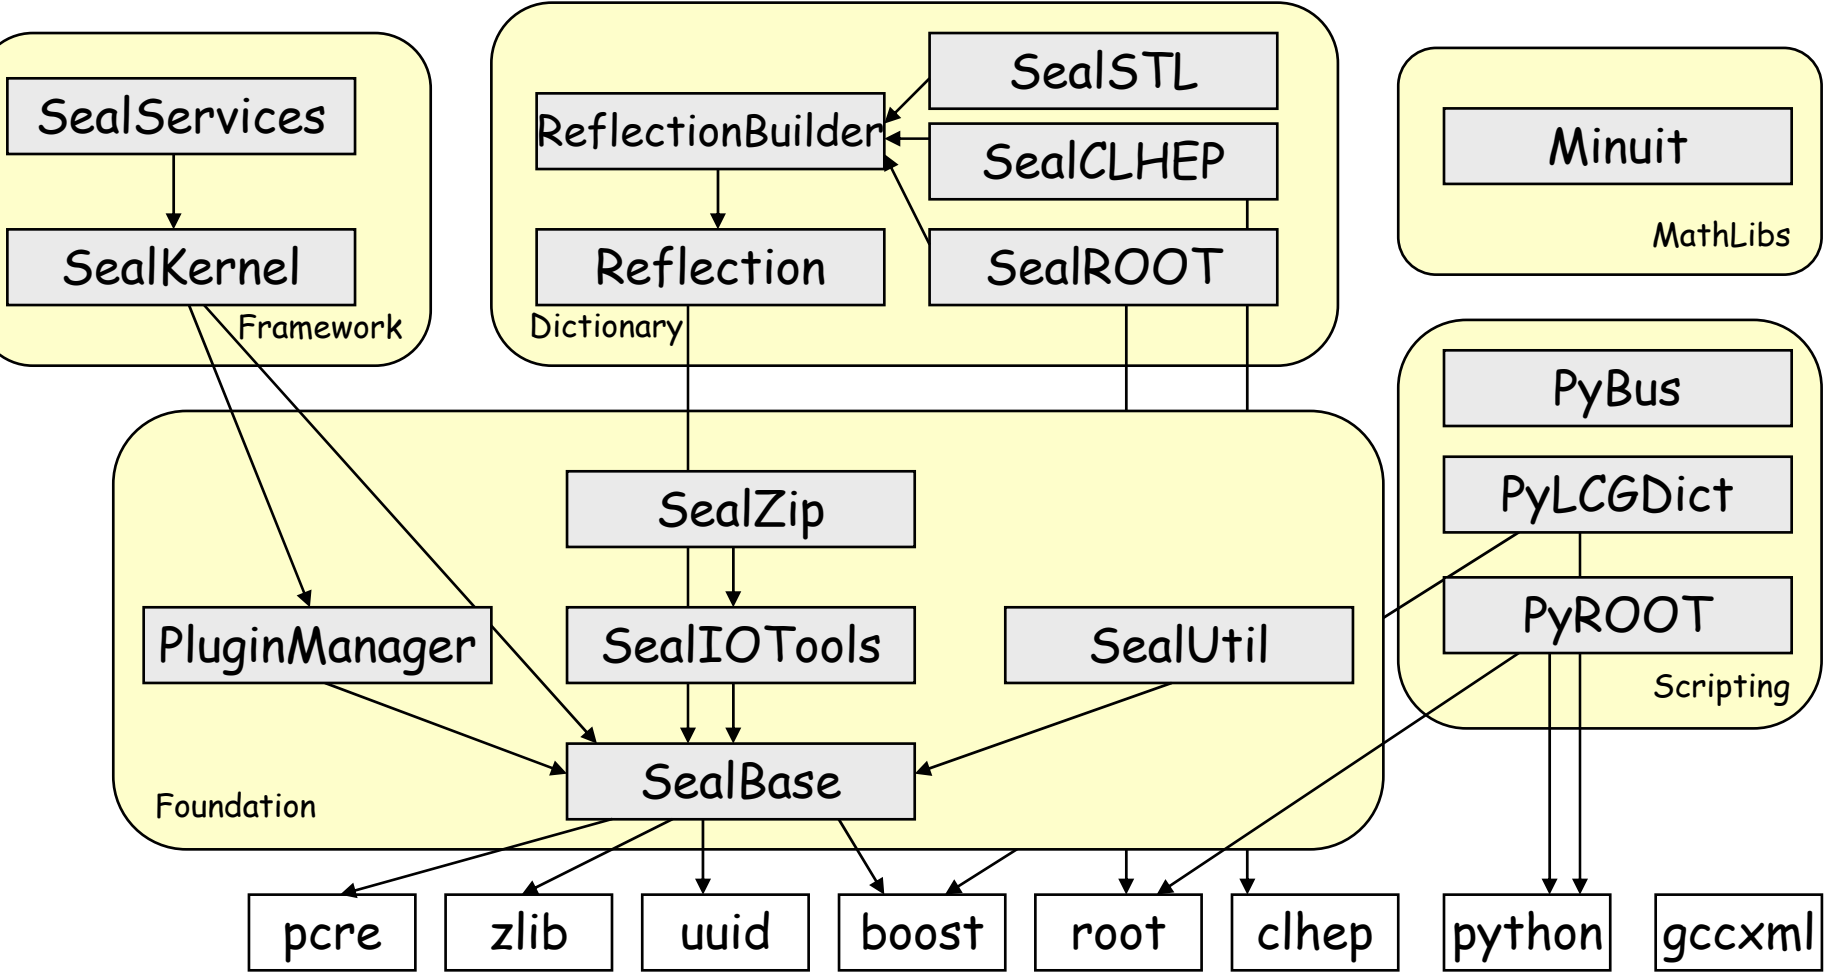 SealServices
SealKernel
Framework
SealSTL
ReflectionBuilder
SealCLHEP
Reflection
SealROOT
Dictionary
Minuit
MathLibs
PyBus
PyLCGDict
PyROOT
Scripting
SealZip
PluginManager
SealIOTools
SealUtil
SealBase
Foundation
pcre
zlib
uuid
boost
root
clhep
python
gccxml